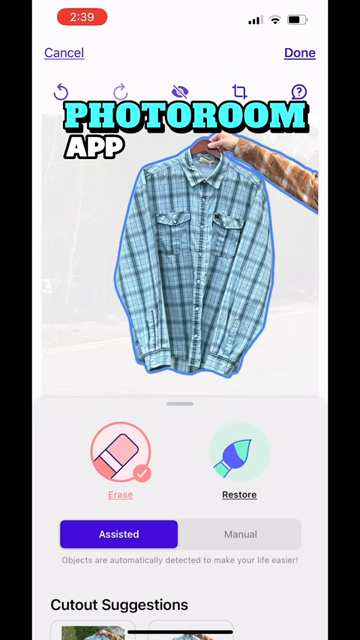 2:39
Cancel
Done
PHOTOROOM
APP
Erase
Restore
Assisted
Manual
Objects are automatically detected to make your life easier!
Cutout Suggestions